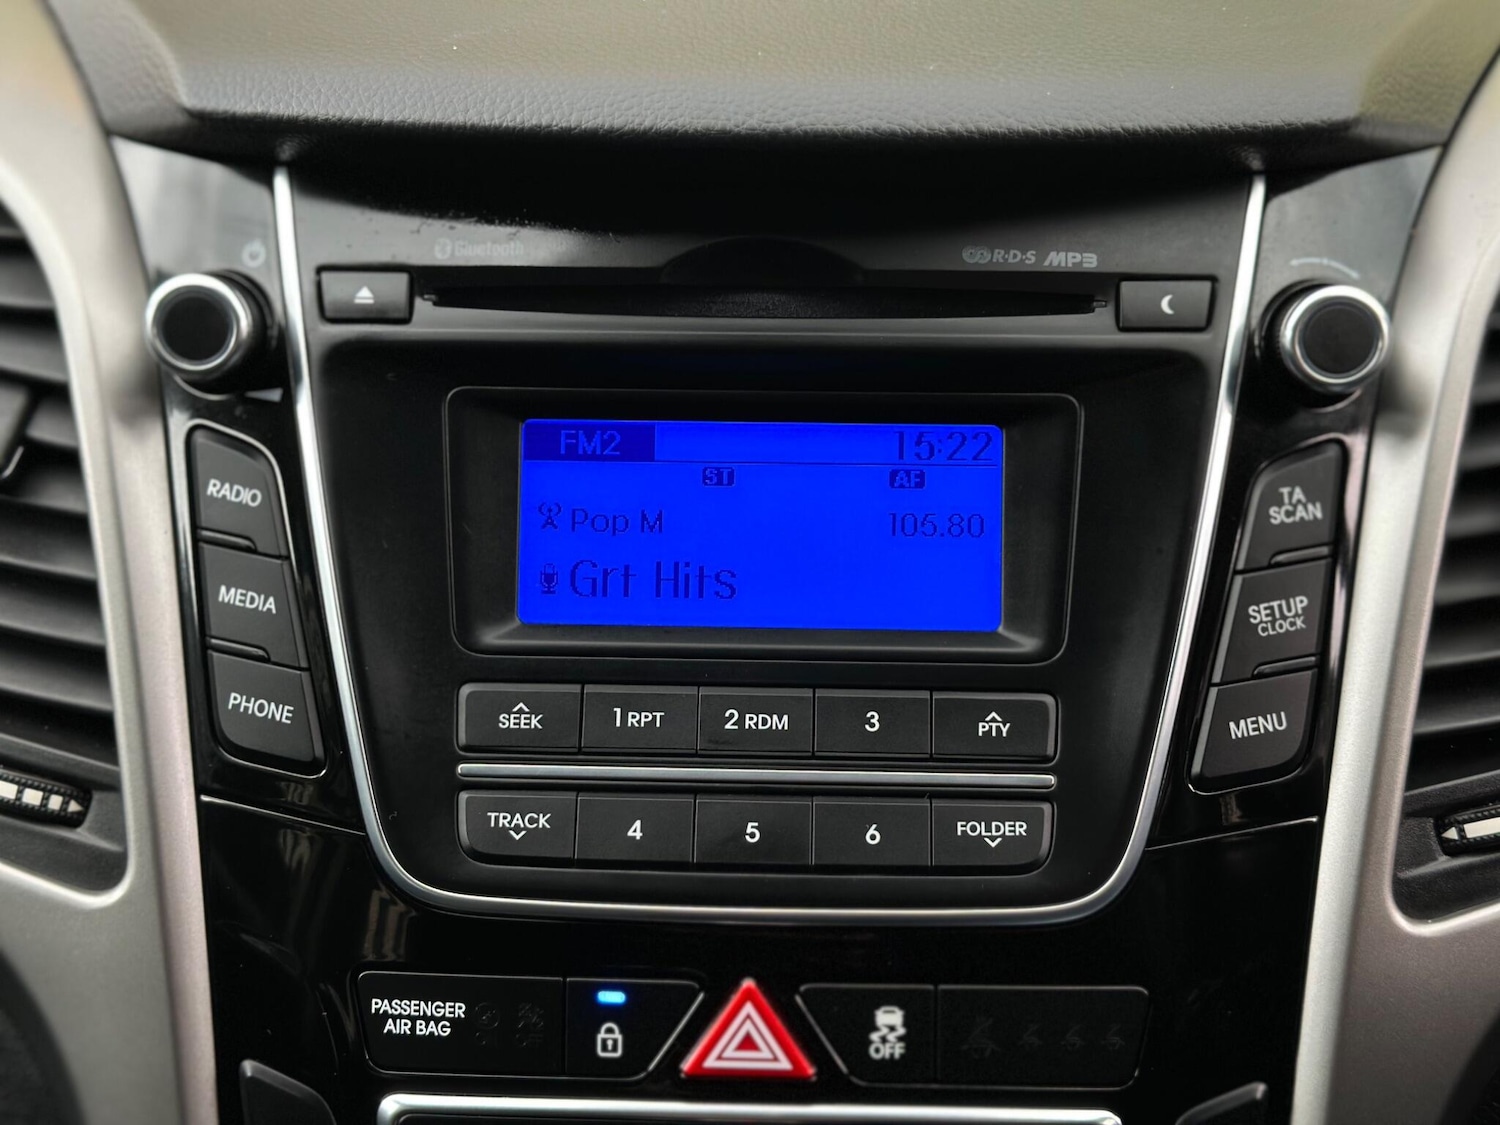 Bluetooth
R·D·S MP3
FM2 15:22
ST AF
Pop M 105.80
Grt Hits
RADIO
MEDIA
PHONE
TA
SCAN
SETUP
CLOCK
MENU
SEEK 1 RPT 2 RDM 3 PTY
TRACK 4 5 6 FOLDER
PASSENGER
AIR BAG
OFF